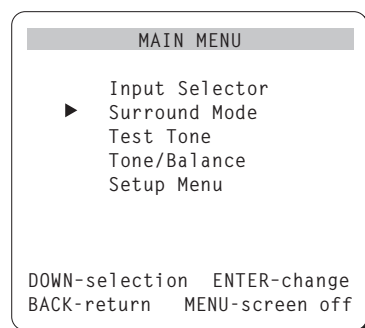 MAIN MENU
Input Selector
Surround Mode
Test Tone
Tone/Balance
Setup Menu
DOWN-selection ENTER-change
BACK-return MENU-screen off